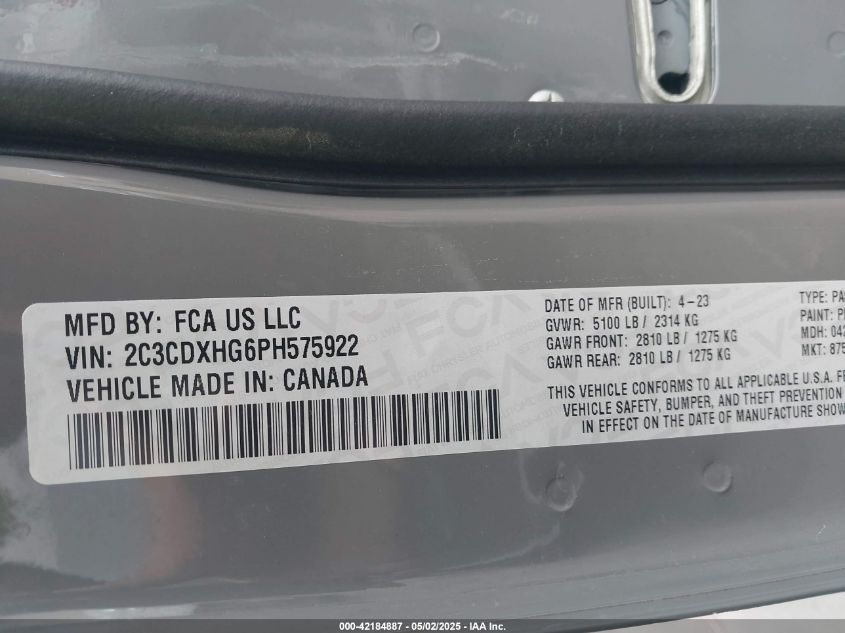 MFD BY: FCA US LLC
VIN: 2C3CDXHG6PH575922
VEHICLE MADE IN: CANADA
DATE OF MFR (BUILT): 4-23
GVWR: 5100 LB / 2314 KG
GAWR FRONT: 2810 LB / 1275 KG
GAWR REAR: 2810 LB / 1275 KG
THIS VEHICLE CONFORMS TO ALL APPLICABLE U.S.A.
VEHICLE SAFETY, BUMPER, AND THEFT PREVENTION
IN EFFECT ON THE DATE OF MANUFACTURE
TYPE:
PAINT:
MDH: 042
MKT: 875
000-42184887 - 05/02/2025 - IAA Inc.